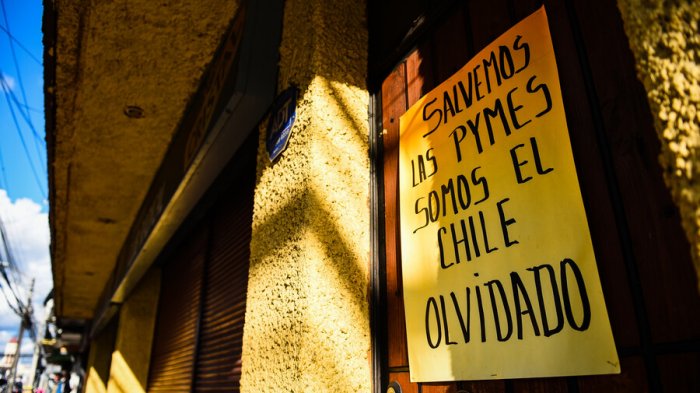 SALVEMOS
LAS PYMES
SOMOS EL
CHILE
OLVIDADO